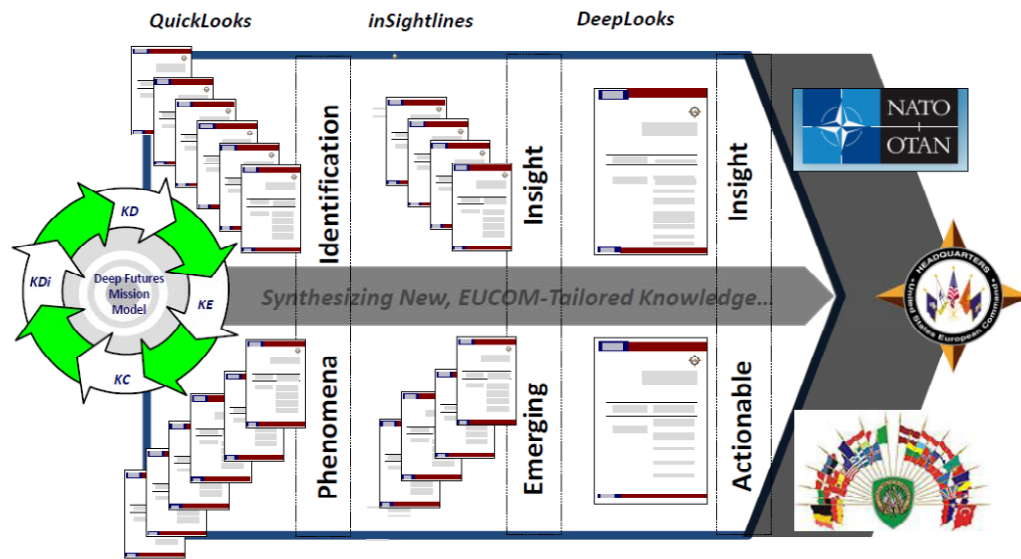 QuickLooks
inSightlines
DeepLooks
Identification
Insight
Insight
NATO
OTAN
KD
KDi
Deep Futures
Mission
Model
KE
KC
Synthesizing New, EUCOM-Tailored Knowledge...
HEADQUARTERS
United States European Command
Phenomena
Emerging
Actionable